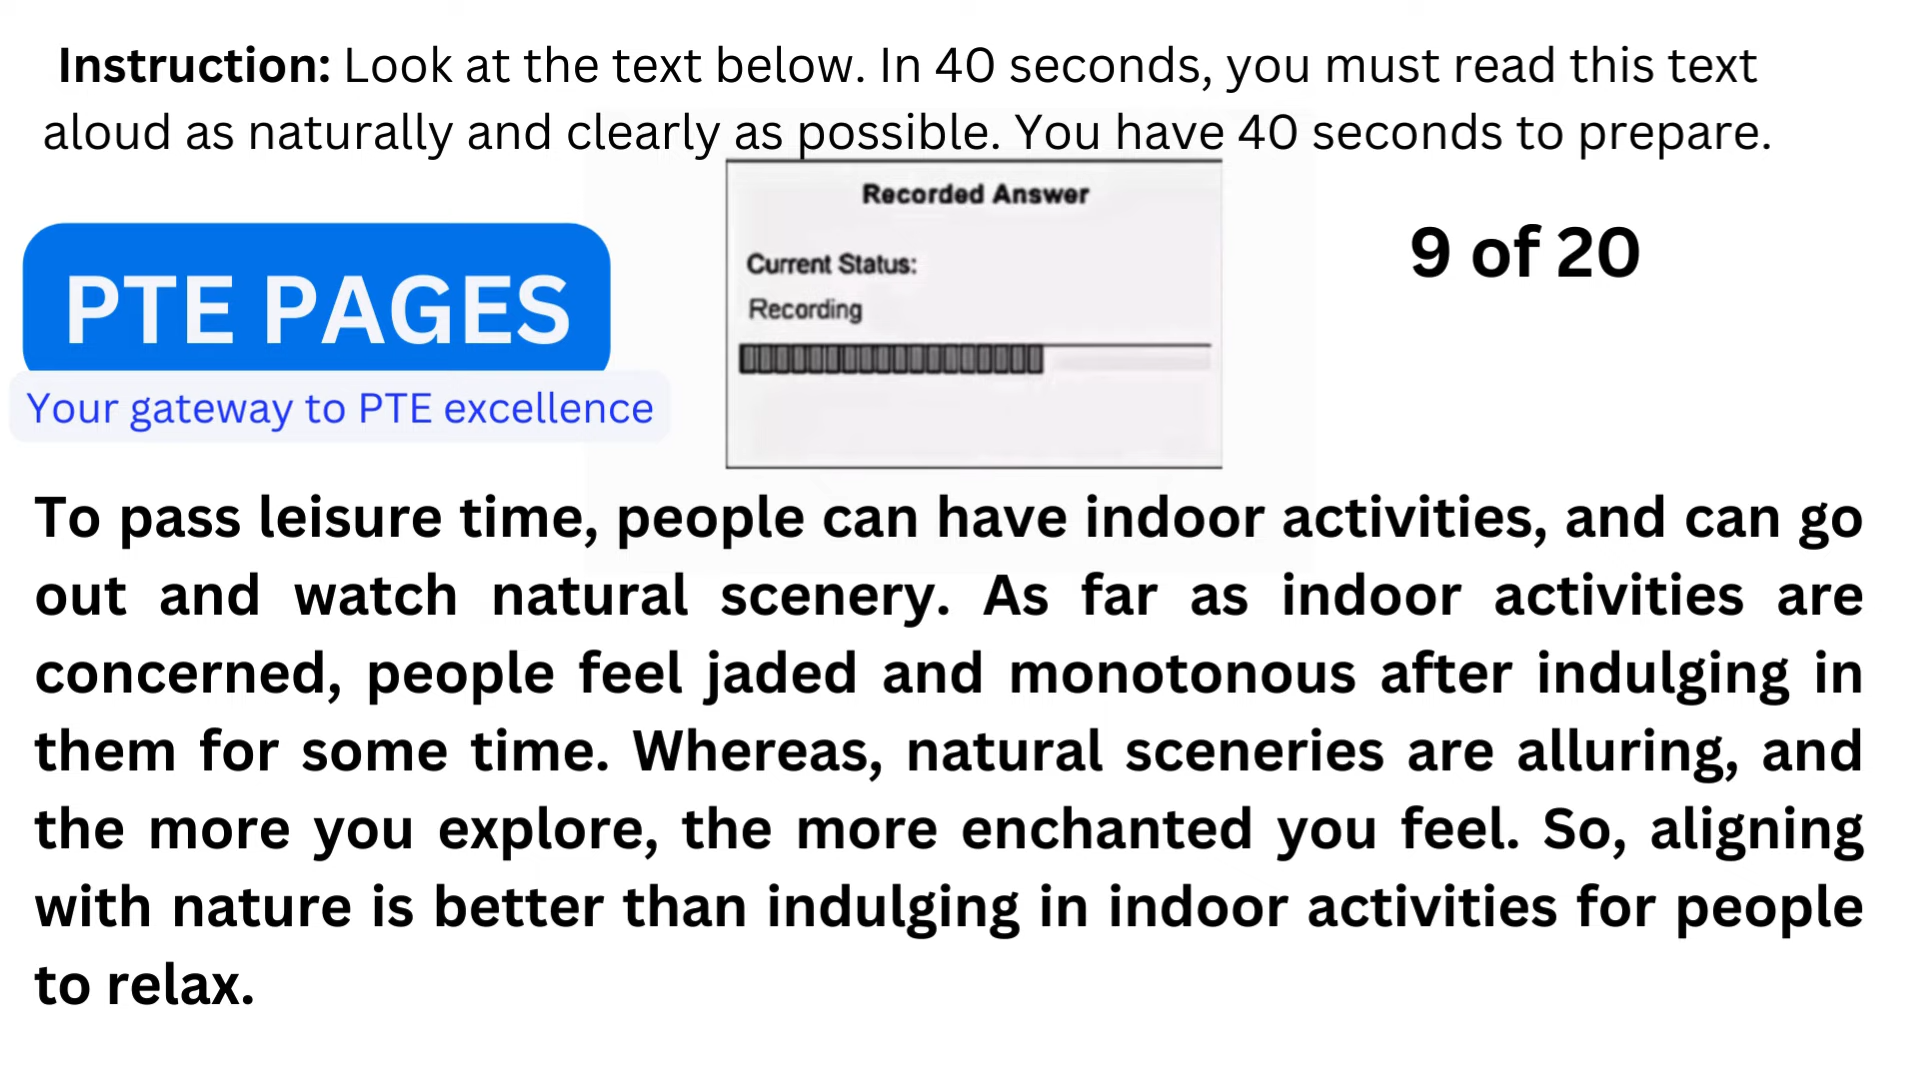 Instruction: Look at the text below. In 40 seconds, you must read this text
aloud as naturally and clearly as possible. You have 40 seconds to prepare.
Recorded Answer
Current Status:
Recording
9 of 20
PTE PAGES
Your gateway to PTE excellence
To pass leisure time, people can have indoor activities, and can go
out and watch natural scenery. As far as indoor activities are
concerned, people feel jaded and monotonous after indulging in
them for some time. Whereas, natural sceneries are alluring, and
the more you explore, the more enchanted you feel. So, aligning
with nature is better than indulging in indoor activities for people
to relax.